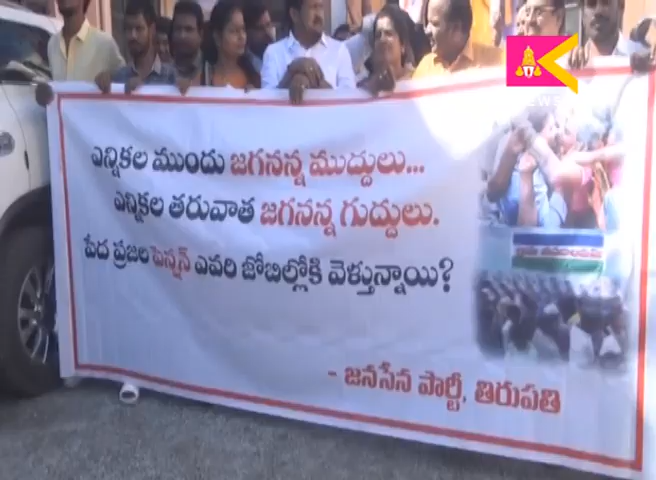 ఎన్నికల ముందు జగనన్న ముద్దులు...
ఎన్నికల తరువాత జగనన్న గుద్దులు.
పేద ప్రజల పెన్షన్ ఎవరి జోబిల్లోకి వెళ్తున్నాయి?
- జనసేన పార్టీ, తిరుపతి